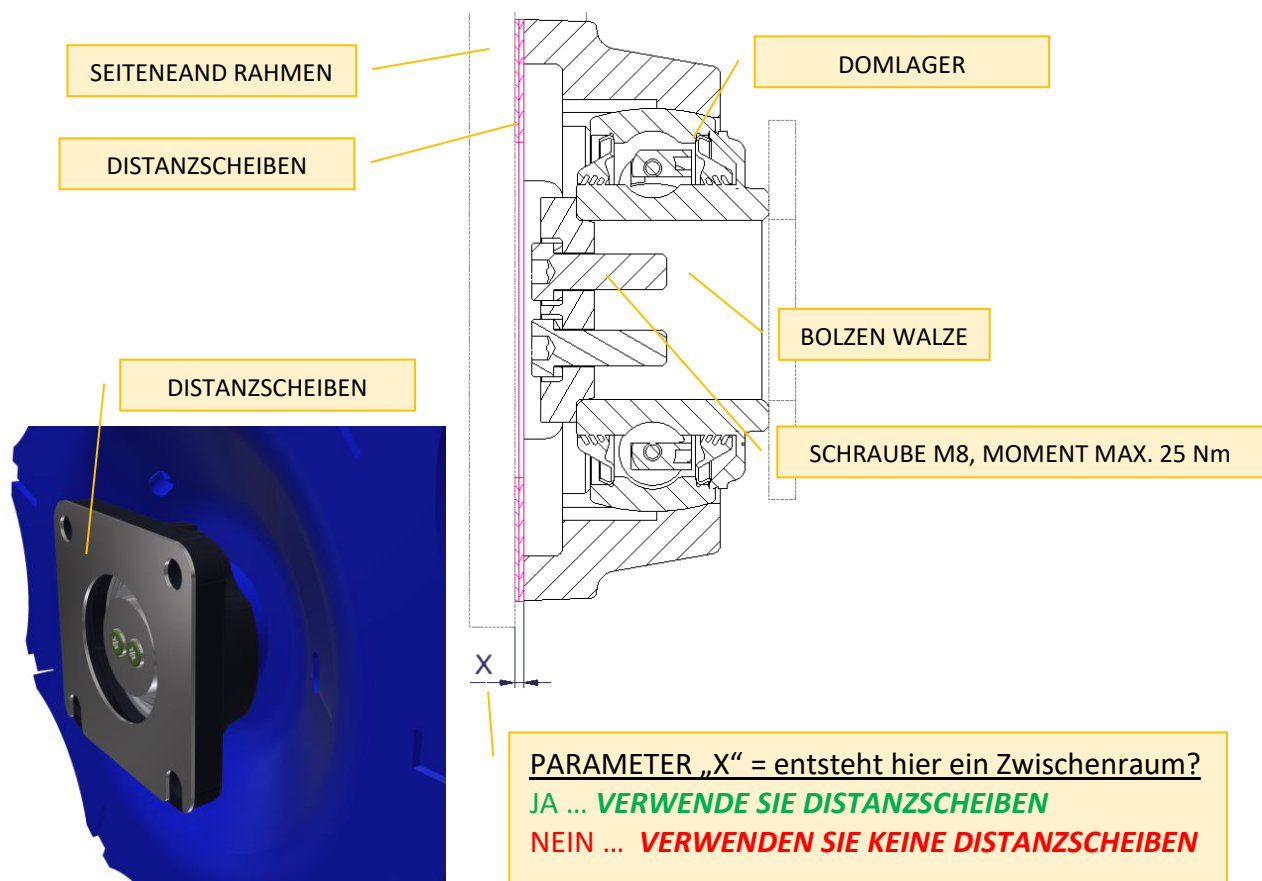 SEITENEAND RAHMEN
DOMLAGER
DISTANZSCHEIBEN
BOLZEN WALZE
DISTANZSCHEIBEN
SCHRAUBE M8, MOMENT MAX. 25 Nm
X
PARAMETER „X“ = entsteht hier ein Zwischenraum?
JA ... VERWENDE SIE DISTANZSCHEIBEN
NEIN ... VERWENDEN SIE KEINE DISTANZSCHEIBEN